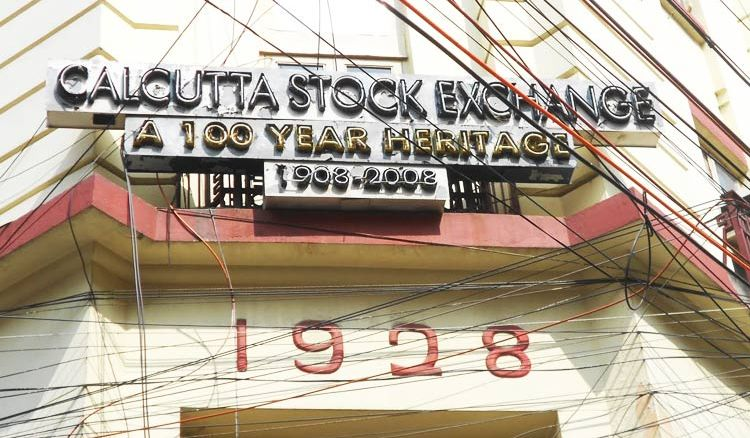 CALCUTTA STOCK EXCHANGE
A 100 YEAR HERITAGE
1908-2008
1928